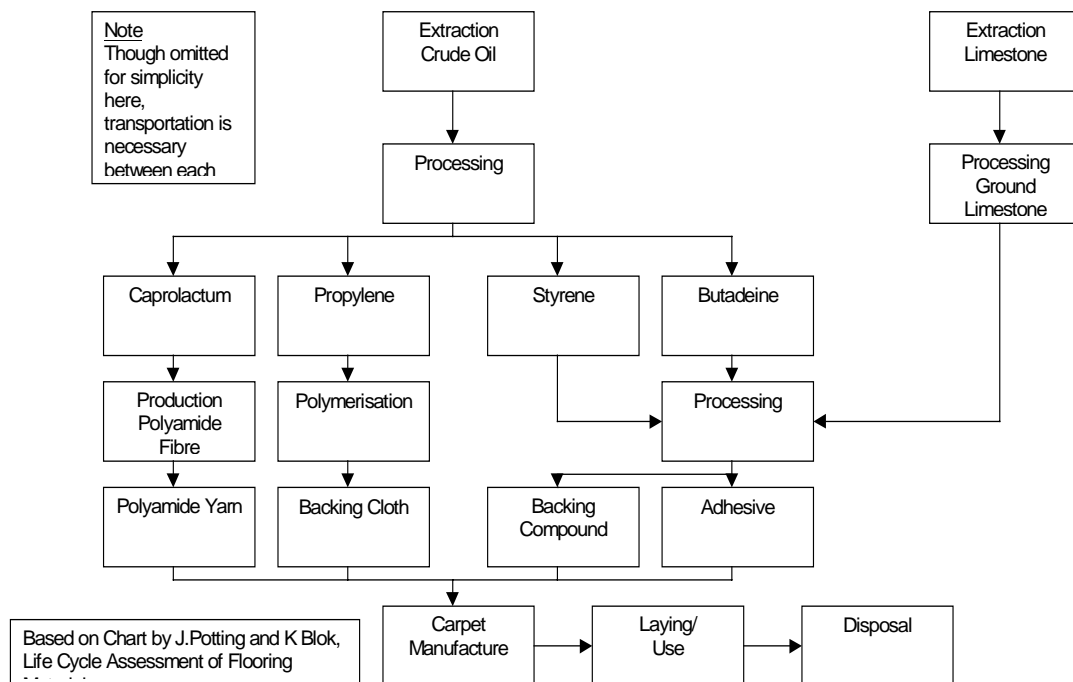 Note
Though omitted
for simplicity
here,
transportation is
necessary
between each
Extraction
Crude Oil
Extraction
Limestone
Processing
Processing
Ground
Limestone
Caprolactum
Propylene
Styrene
Butadeine
Production
Polyamide
Fibre
Polymerisation
Processing
Polyamide Yarn
Backing Cloth
Backing
Compound
Adhesive
Based on Chart by J.Potting and K Blok,
Life Cycle Assessment of Flooring
Carpet
Manufacture
Laying/
Use
Disposal